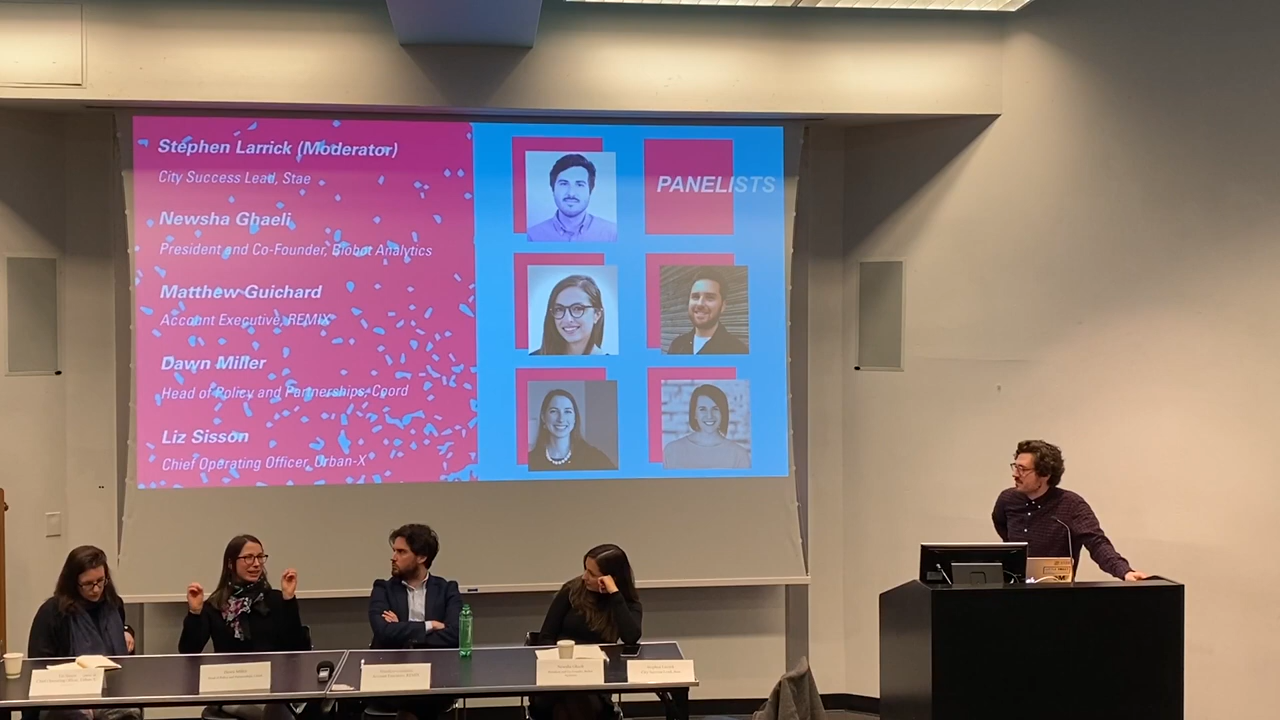 Stephen Larrick (Moderator)
City Success Lead, Stae
Newsha Ghaeli
President and Co-Founder, Biobot Analytics
Matthew Guichard
Account Executive, REMIX
Dawn Miller
Head of Policy and Partnerships, Coord
Liz Sisson
Chief Operating Officer, Urban-X
PANELISTS